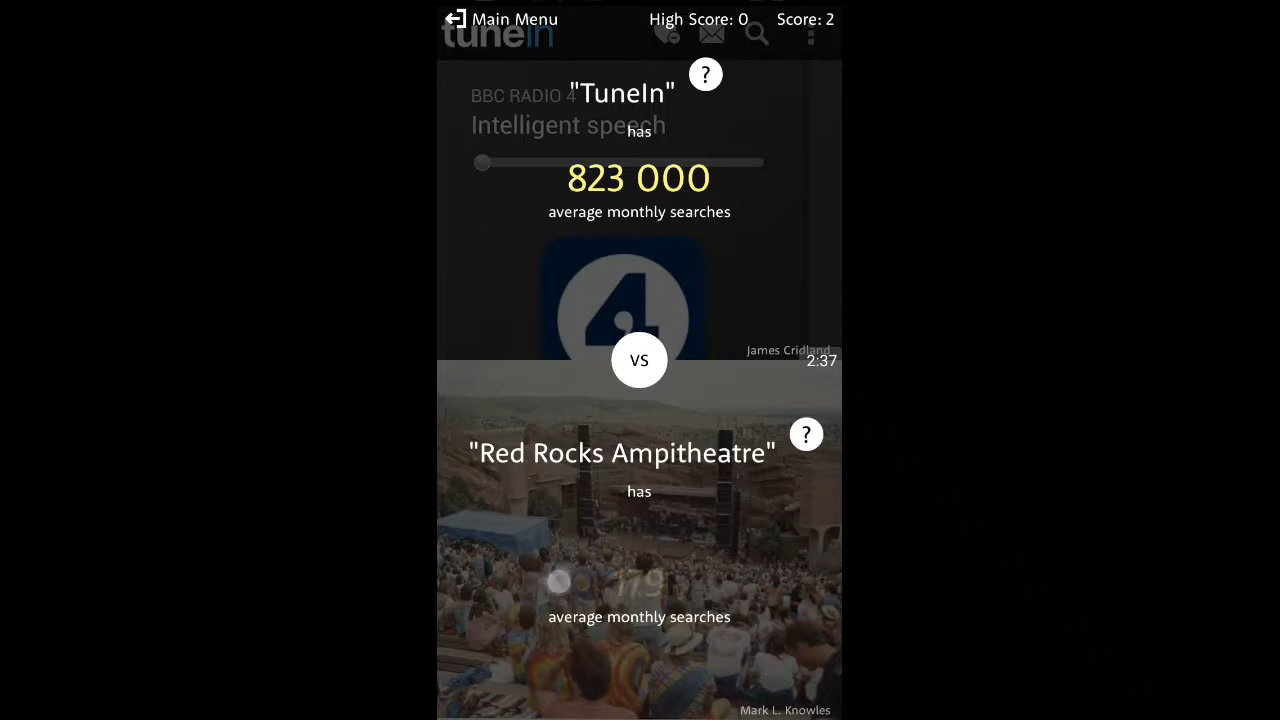 Main Menu High Score: 0 Score: 2
tunein
"TuneIn" ?
BBC RADIO 4
Intelligent speech
has
823 000
average monthly searches
4
James Cridland
VS
2:37
"Red Rocks Ampitheatre" ?
has
average monthly searches
Mark L. Knowles